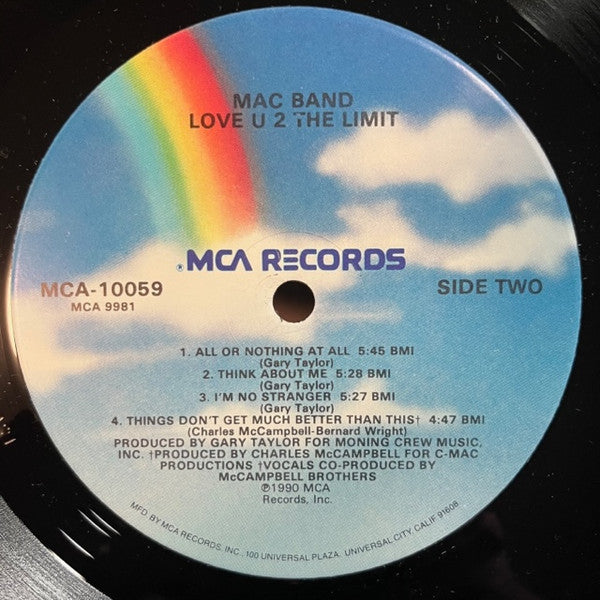 MAC BAND
LOVE U 2 THE LIMIT
MCA RECORDS
MCA-10059
MCA 9981
SIDE TWO
1. ALL OR NOTHING AT ALL 5:45 BMI
(Gary Taylor)
2. THINK ABOUT ME 5:28 BMI
(Gary Taylor)
3. I'M NO STRANGER 5:27 BMI
(Gary Taylor)
4. THINGS DON'T GET MUCH BETTER THAN THIS† 4:47 BMI
(Charles McCampbell-Bernard Wright)
PRODUCED BY GARY TAYLOR FOR MONING CREW MUSIC,
INC. †PRODUCED BY CHARLES McCAMPBELL FOR C-MAC
PRODUCTIONS †VOCALS CO-PRODUCED BY
McCAMPBELL BROTHERS
℗1990 MCA
Records, Inc.
MFD. BY MCA RECORDS, INC., 100 UNIVERSAL PLAZA, UNIVERSAL CITY, CALIF 91608